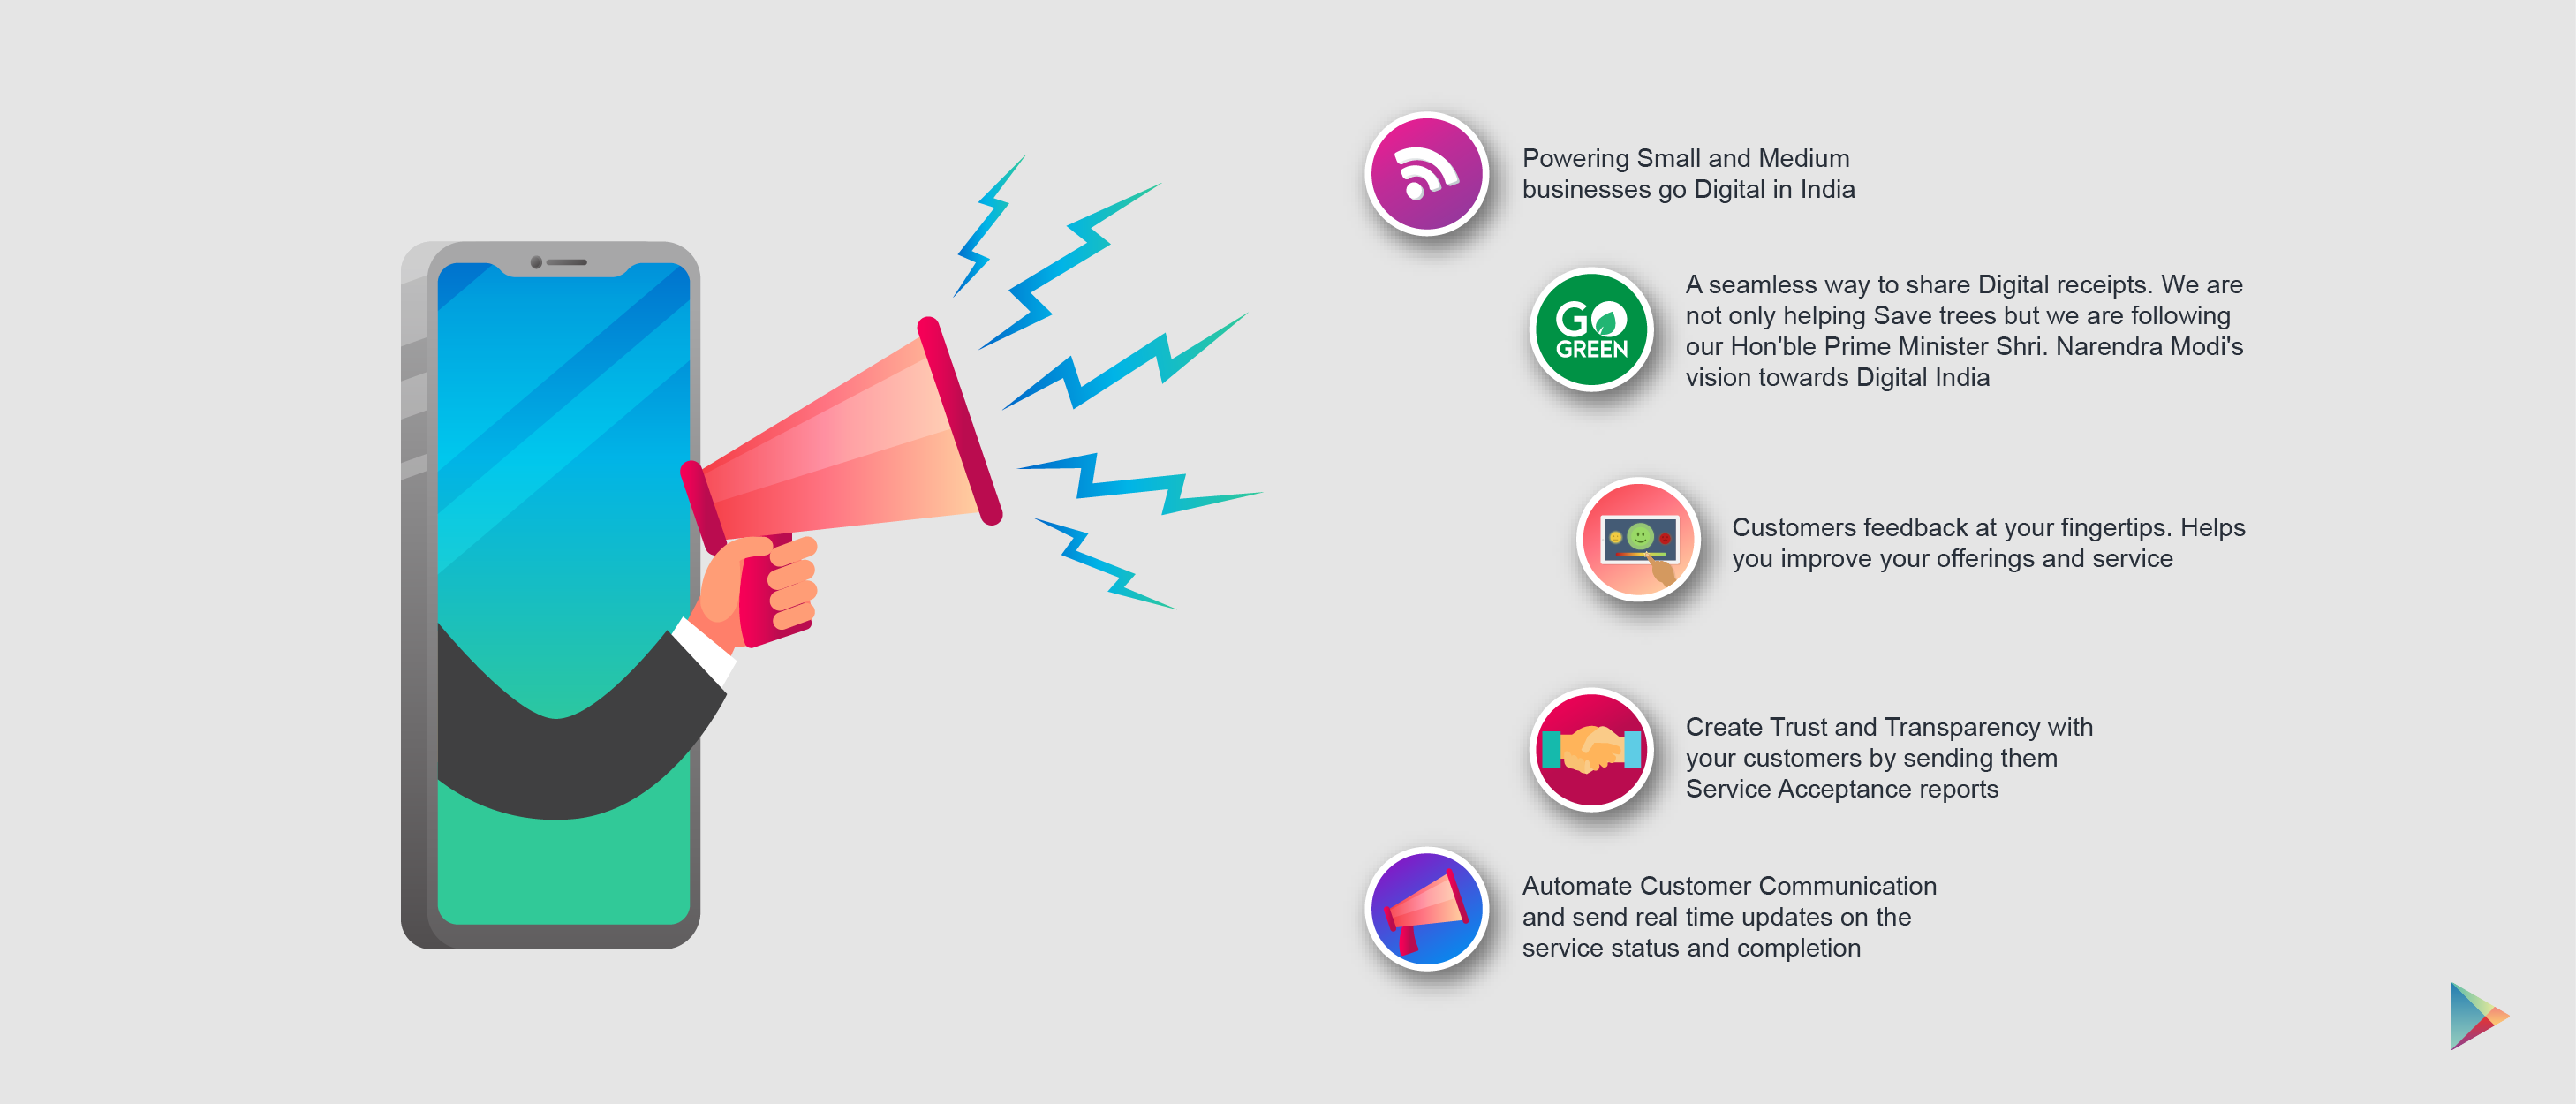 Powering Small and Medium
businesses go Digital in India
GO
GREEN
A seamless way to share Digital receipts. We are
not only helping Save trees but we are following
our Hon'ble Prime Minister Shri. Narendra Modi's
vision towards Digital India
Customers feedback at your fingertips. Helps
you improve your offerings and service
Create Trust and Transparency with
your customers by sending them
Service Acceptance reports
Automate Customer Communication
and send real time updates on the
service status and completion